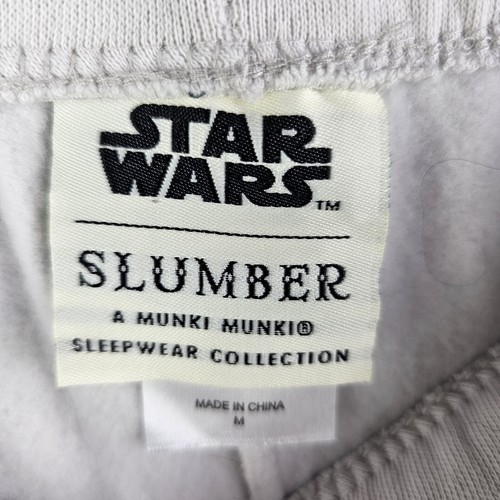 STAR
WARS™
SLUMBER
A MUNKI MUNKI®
SLEEPWEAR COLLECTION
MADE IN CHINA
M